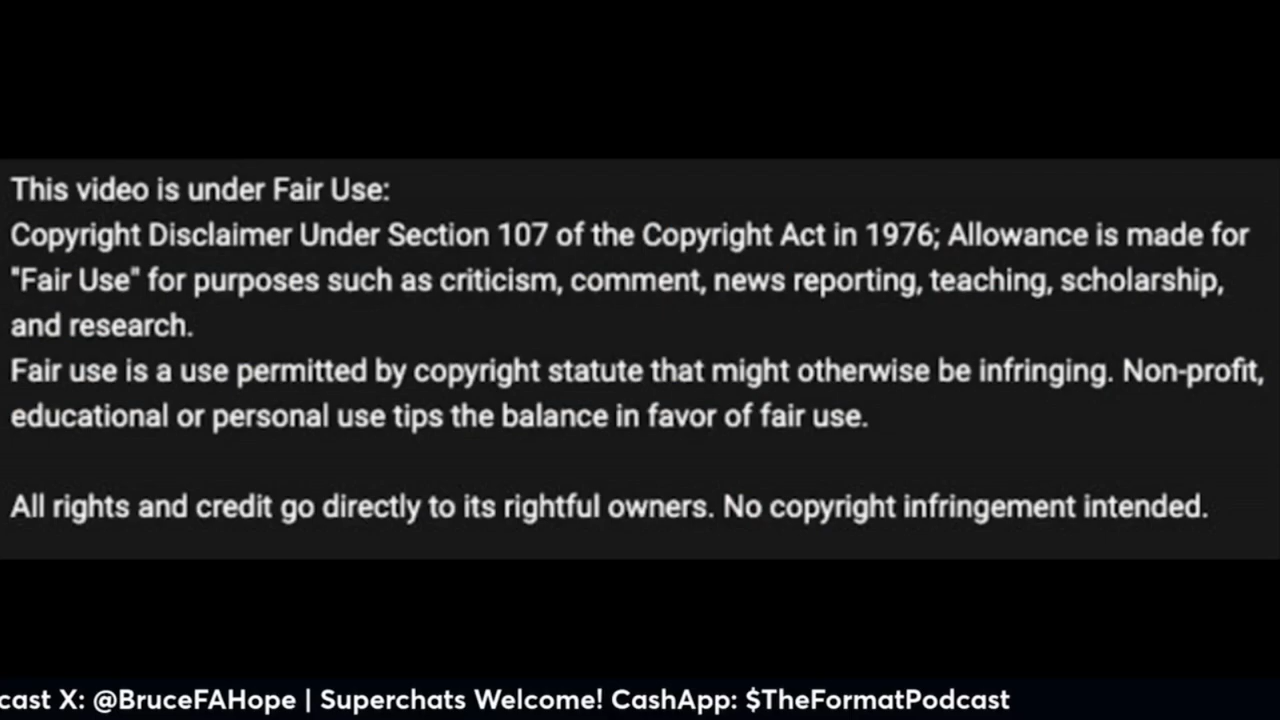 This video is under Fair Use:
Copyright Disclaimer Under Section 107 of the Copyright Act in 1976; Allowance is made for
"Fair Use" for purposes such as criticism, comment, news reporting, teaching, scholarship,
and research.
Fair use is a use permitted by copyright statute that might otherwise be infringing. Non-profit,
educational or personal use tips the balance in favor of fair use.
All rights and credit go directly to its rightful owners. No copyright infringement intended.
cast X: @BruceFAHope | Superchats Welcome! CashApp: $TheFormatPodcast